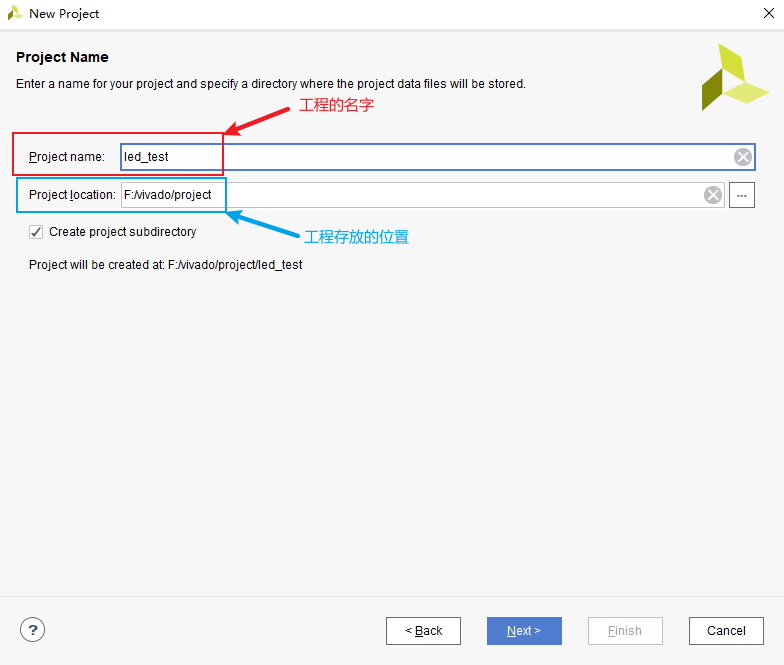 New Project
Project Name
Enter a name for your project and specify a directory where the project data files will be stored.
工程的名字
Project name: led_test
Project location: F:/vivado/project ...
工程存放的位置
Create project subdirectory
Project will be created at: F:/vivado/project/led_test
? < Back Next > Finish Cancel